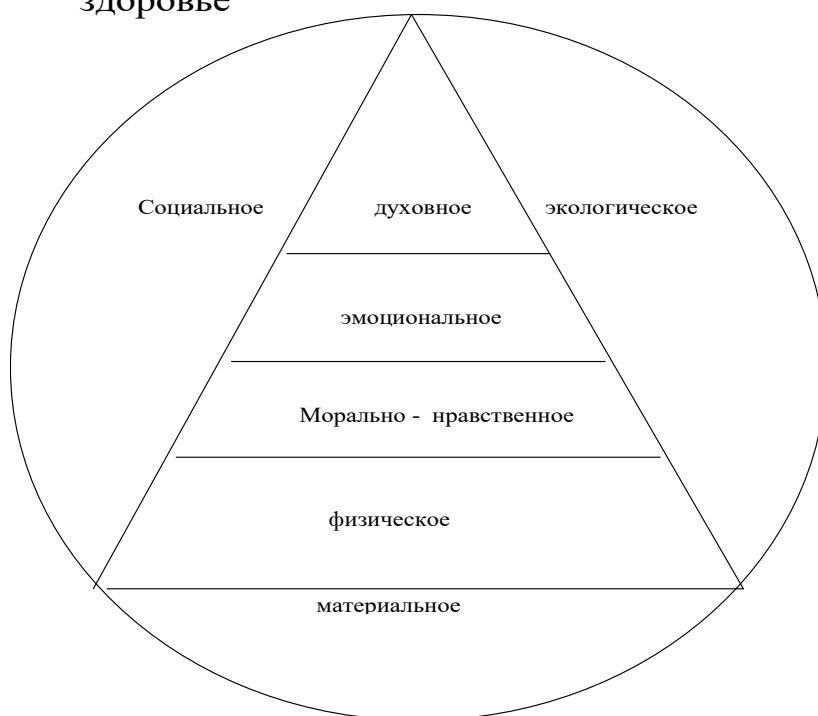 здоровье
Социальное духовное экологическое
эмоциональное
Морально - нравственное
физическое
материальное